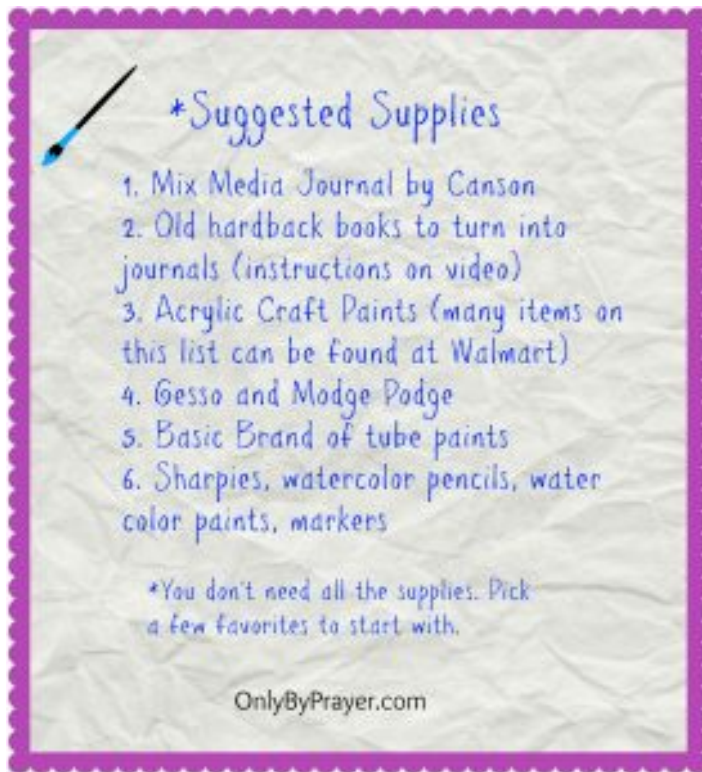 *Suggested Supplies
1. Mix Media Journal by Canson
2. Old hardback books to turn into
journals (instructions on video)
3. Acrylic Craft Paints (many items on
this list can be found at Walmart)
4. Gesso and Modge Podge
5. Basic Brand of tube paints
6. Sharpies, watercolor pencils, water
color paints, markers
*You don't need all the supplies. Pick
a few favorites to start with.
OnlyByPrayer.com